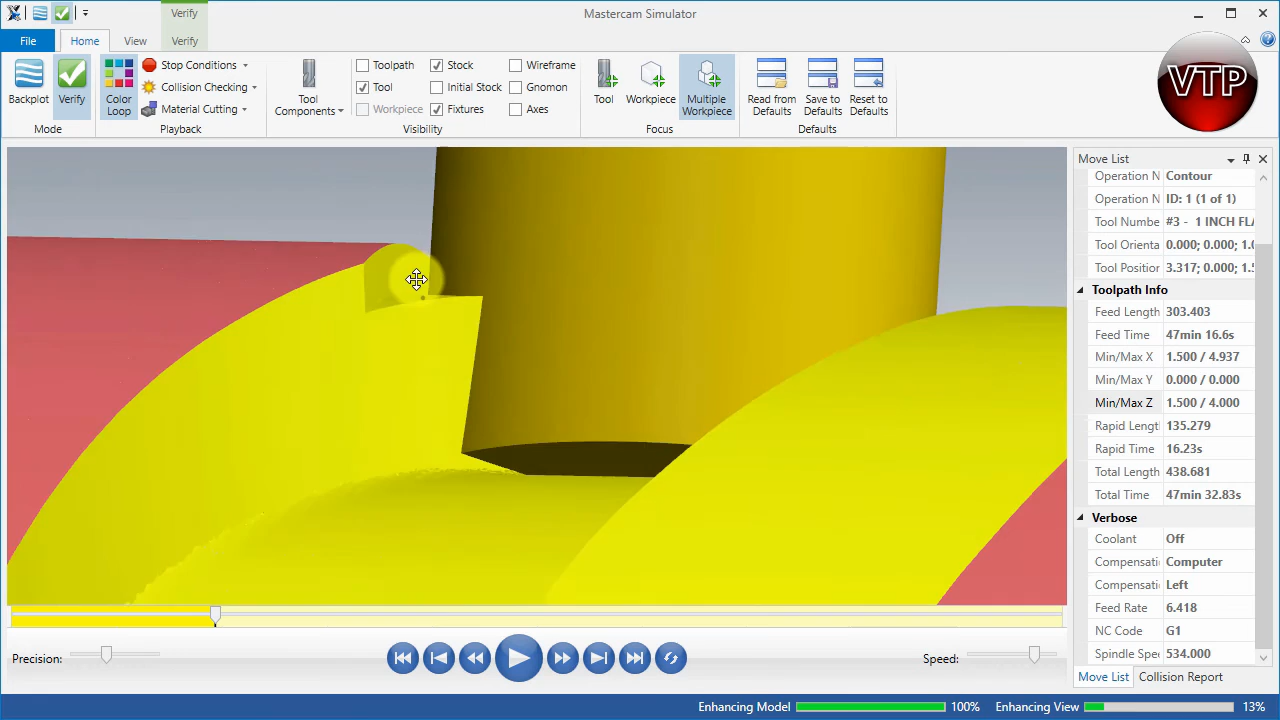 Verify
Mastercam Simulator
File
Home
View
Verify
Backplot
Verify
Mode
Color
Loop
Stop Conditions
Collision Checking
Material Cutting
Playback
Tool
Components
Toolpath
Tool
Workpiece
Stock
Initial Stock
Fixtures
Wireframe
Gnomon
Axes
Visibility
Tool
Workpiece
Multiple
Workpiece
Focus
Read from
Defaults
Save to
Defaults
Reset to
Defaults
Defaults
VTP
Move List
Operation N Contour
Operation N ID: 1 (1 of 1)
Tool Numbe #3 - 1 INCH FLA
Tool Orienta 0.000; 0.000; 1.0
Tool Position 3.317; 0.000; 1.5
Toolpath Info
Feed Length 303.403
Feed Time 47min 16.6s
Min/Max X 1.500 / 4.937
Min/Max Y 0.000 / 0.000
Min/Max Z 1.500 / 4.000
Rapid Lengt 135.279
Rapid Time 16.23s
Total Length 438.681
Total Time 47min 32.83s
Verbose
Coolant Off
Compensati Computer
Compensati Left
Feed Rate 6.418
NC Code G1
Spindle Spee 534.000
Move List Collision Report
Precision:
Speed:
Enhancing Model 100% Enhancing View 13%